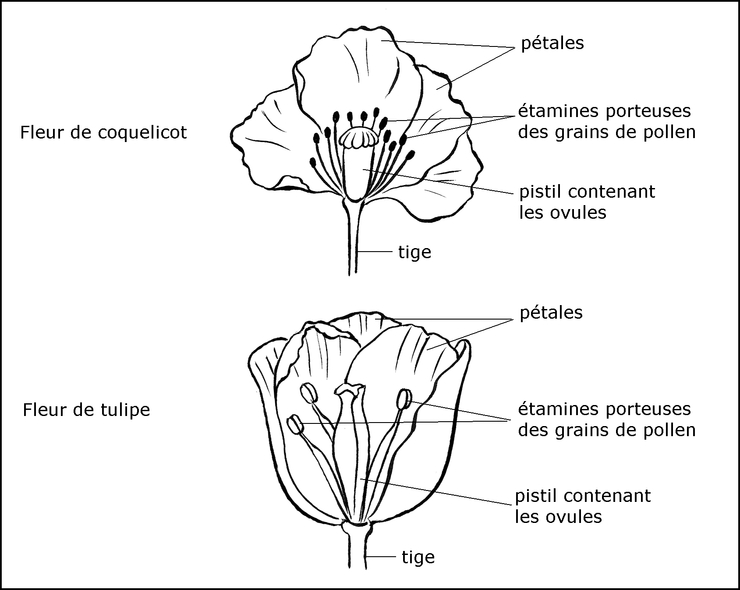 pétales
étamines porteuses
des grains de pollen
Fleur de coquelicot
pistil contenant
les ovules
tige
pétales
Fleur de tulipe
étamines porteuses
des grains de pollen
pistil contenant
les ovules
tige